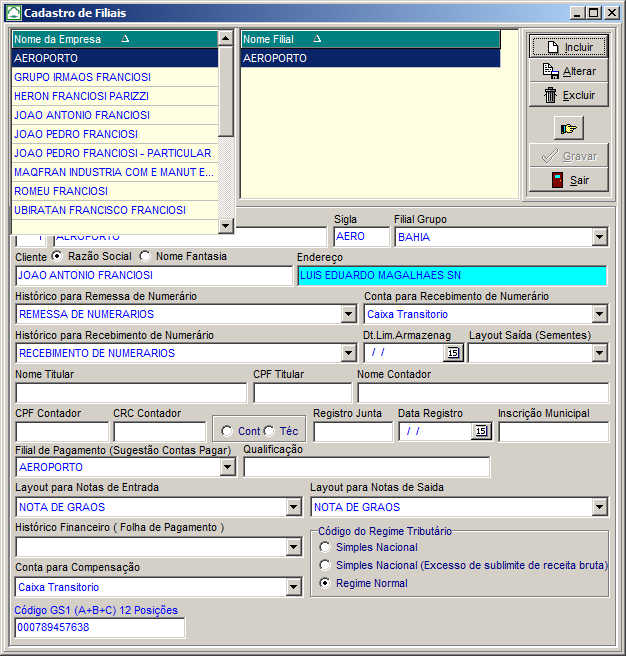 Cadastro de Filiais
Nome da Empresa
Nome Filial
AEROPORTO
AEROPORTO
GRUPO IRMAOS FRANCIOSI
HERON FRANCIOSI PARIZZI
JOAO ANTONIO FRANCIOSI
JOAO PEDRO FRANCIOSI
JOAO PEDRO FRANCIOSI - PARTICULAR
MAQFRAN INDUSTRIA COM E MANUT E...
ROMEU FRANCIOSI
UBIRATAN FRANCISCO FRANCIOSI
Incluir
Alterar
Excluir
Gravar
Sair
Sigla
Filial Grupo
1
AEROPORTO
AERO
BAHIA
Cliente
Razão Social
Nome Fantasia
Endereço
JOAO ANTONIO FRANCIOSI
LUIS EDUARDO MAGALHAES SN
Histórico para Remessa de Numerário
Conta para Recebimento de Numerário
REMESSA DE NUMERARIOS
Caixa Transitorio
Histórico para Recebimento de Numerário
Dt.Lim.Armazenag
Layout Saída (Sementes)
RECEBIMENTO DE NUMERARIOS
/ /
15
Nome Titular
CPF Titular
Nome Contador
CPF Contador
CRC Contador
Cont
Téc
Registro Junta
Data Registro
Inscrição Municipal
/ /
15
Filial de Pagamento (Sugestão Contas Pagar)
Qualificação
AEROPORTO
Layout para Notas de Entrada
Layout para Notas de Saida
NOTA DE GRAOS
NOTA DE GRAOS
Histórico Financeiro ( Folha de Pagamento )
Código do Regime Tributário
Simples Nacional
Simples Nacional (Excesso de sublimite de receita bruta)
Regime Normal
Conta para Compensação
Caixa Transitorio
Código GS1 (A+B+C) 12 Posições
000789457638